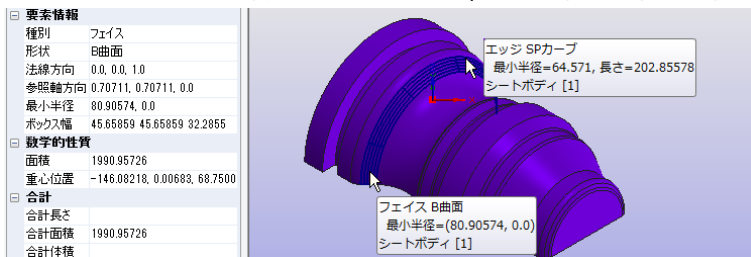 要素情報
種別 フェイス
形状 B曲面
法線方向 0.0, 0.0, 1.0
参照軸方向 0.70711, 0.70711, 0.0
最小半径 80.90574, 0.0
ボックス幅 45.65859 45.65859 32.2855
数学的性質
面積 1990.95726
重心位置 -146.08218, 0.00683, 68.7500
合計
合計長さ
合計面積 1990.95726
合計体積
エッジ SPカーブ
最小半径=64.571, 長さ=202.85578
シートボディ [1]
フェイス B曲面
最小半径=(80.90574, 0.0)
シートボディ [1]